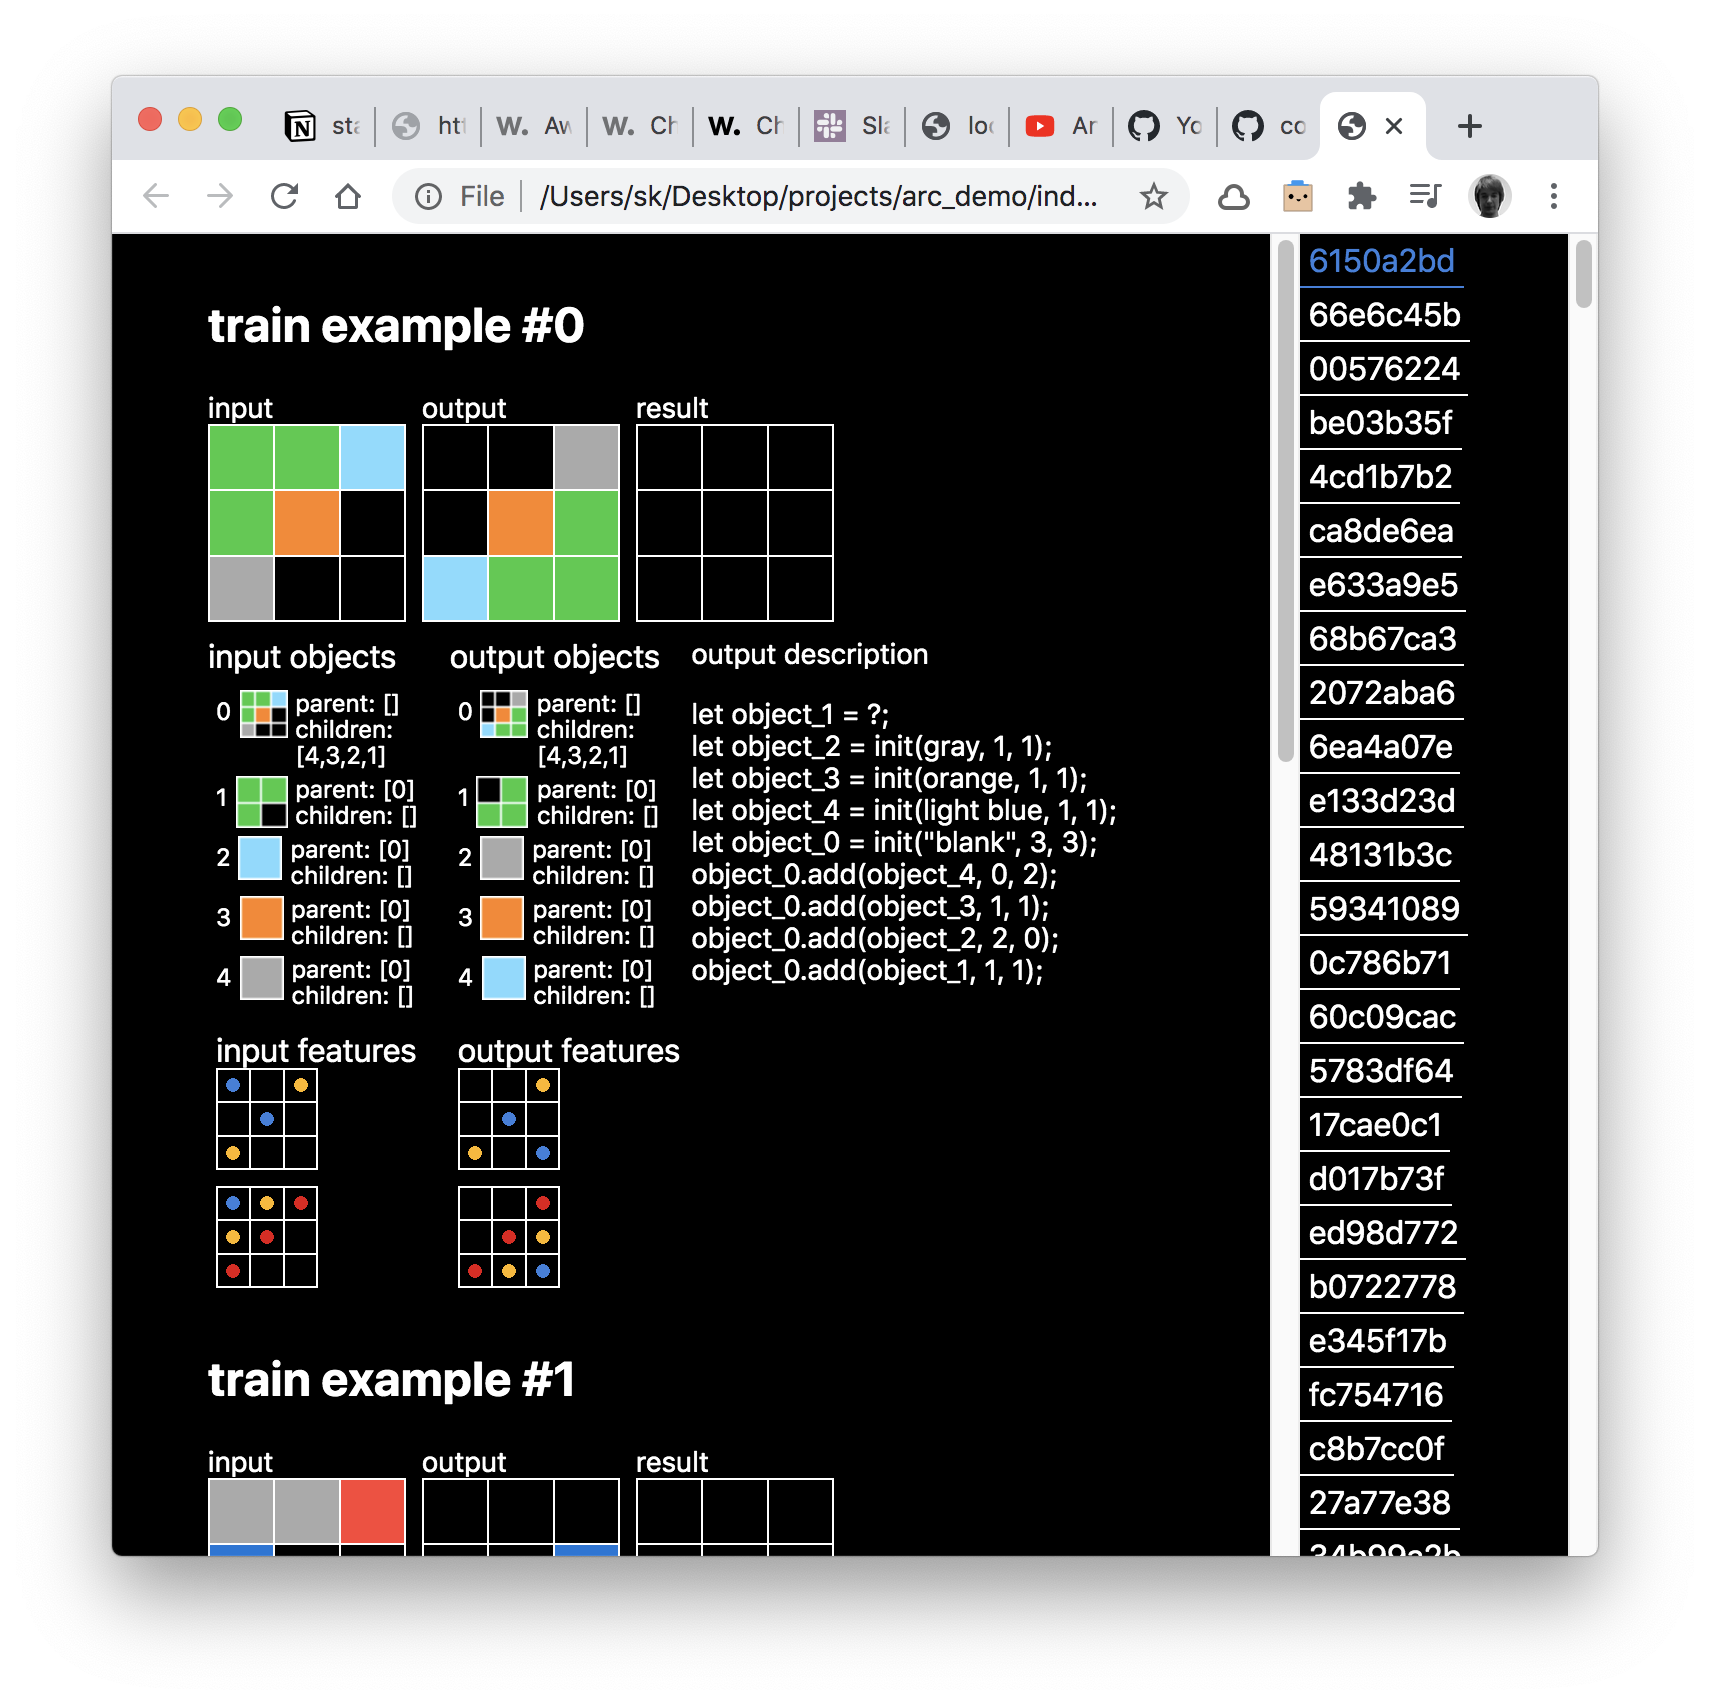 sta
htt
W. Aw
W. Ch
W. Ch
Sla
loc
Ar
Yo
co
File /Users/sk/Desktop/projects/arc_demo/ind...
train example #0
input output result
input objects output objects output description
0 parent: []
children:
[4,3,2,1]
1 parent: [0]
children: []
2 parent: [0]
children: []
3 parent: [0]
children: []
4 parent: [0]
children: []
0 parent: []
children:
[4,3,2,1]
1 parent: [0]
children: []
2 parent: [0]
children: []
3 parent: [0]
children: []
4 parent: [0]
children: []
let object_1 = ?;
let object_2 = init(gray, 1, 1);
let object_3 = init(orange, 1, 1);
let object_4 = init(light blue, 1, 1);
let object_0 = init("blank", 3, 3);
object_0.add(object_4, 0, 2);
object_0.add(object_3, 1, 1);
object_0.add(object_2, 2, 0);
object_0.add(object_1, 1, 1);
input features output features
train example #1
input output result
6150a2bd
66e6c45b
00576224
be03b35f
4cd1b7b2
ca8de6ea
e633a9e5
68b67ca3
2072aba6
6ea4a07e
e133d23d
48131b3c
59341089
0c786b71
60c09cac
5783df64
17cae0c1
d017b73f
ed98d772
b0722778
e345f17b
fc754716
c8b7cc0f
27a77e38
34b99a2b